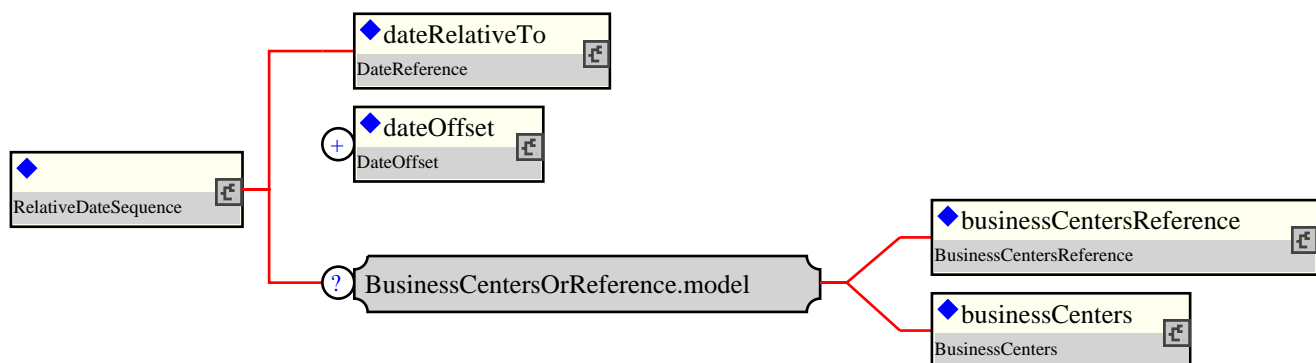 dateRelativeTo
DateReference
+
dateOffset
DateOffset
RelativeDateSequence
?
BusinessCentersOrReference.model
businessCentersReference
BusinessCentersReference
businessCenters
BusinessCenters